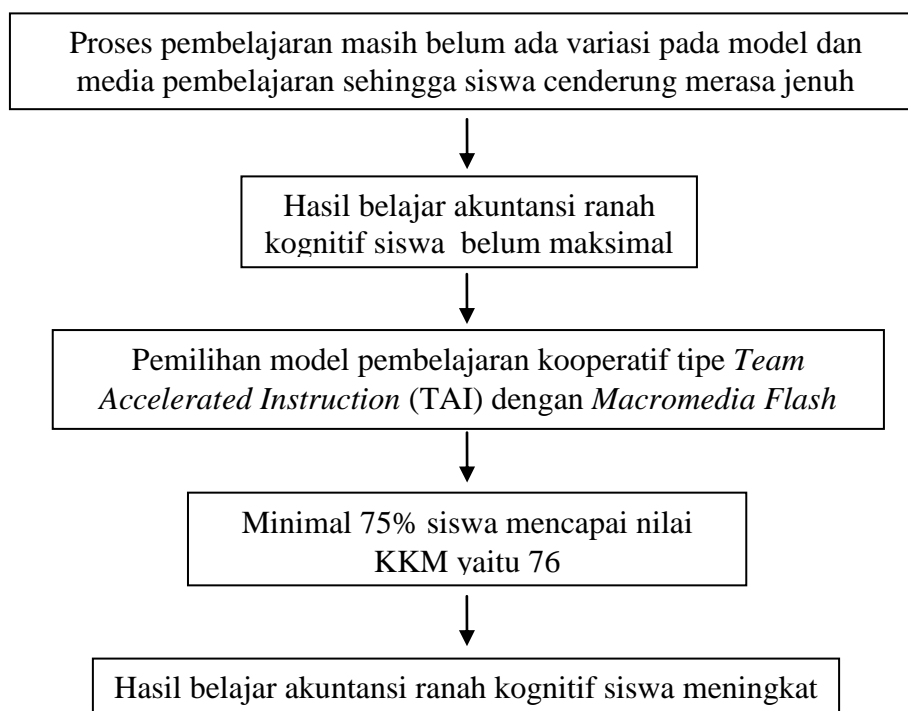 Proses pembelajaran masih belum ada variasi pada model dan
media pembelajaran sehingga siswa cenderung merasa jenuh
Hasil belajar akuntansi ranah
kognitif siswa belum maksimal
Pemilihan model pembelajaran kooperatif tipe Team
Accelerated Instruction (TAI) dengan Macromedia Flash
Minimal 75% siswa mencapai nilai
KKM yaitu 76
Hasil belajar akuntansi ranah kognitif siswa meningkat